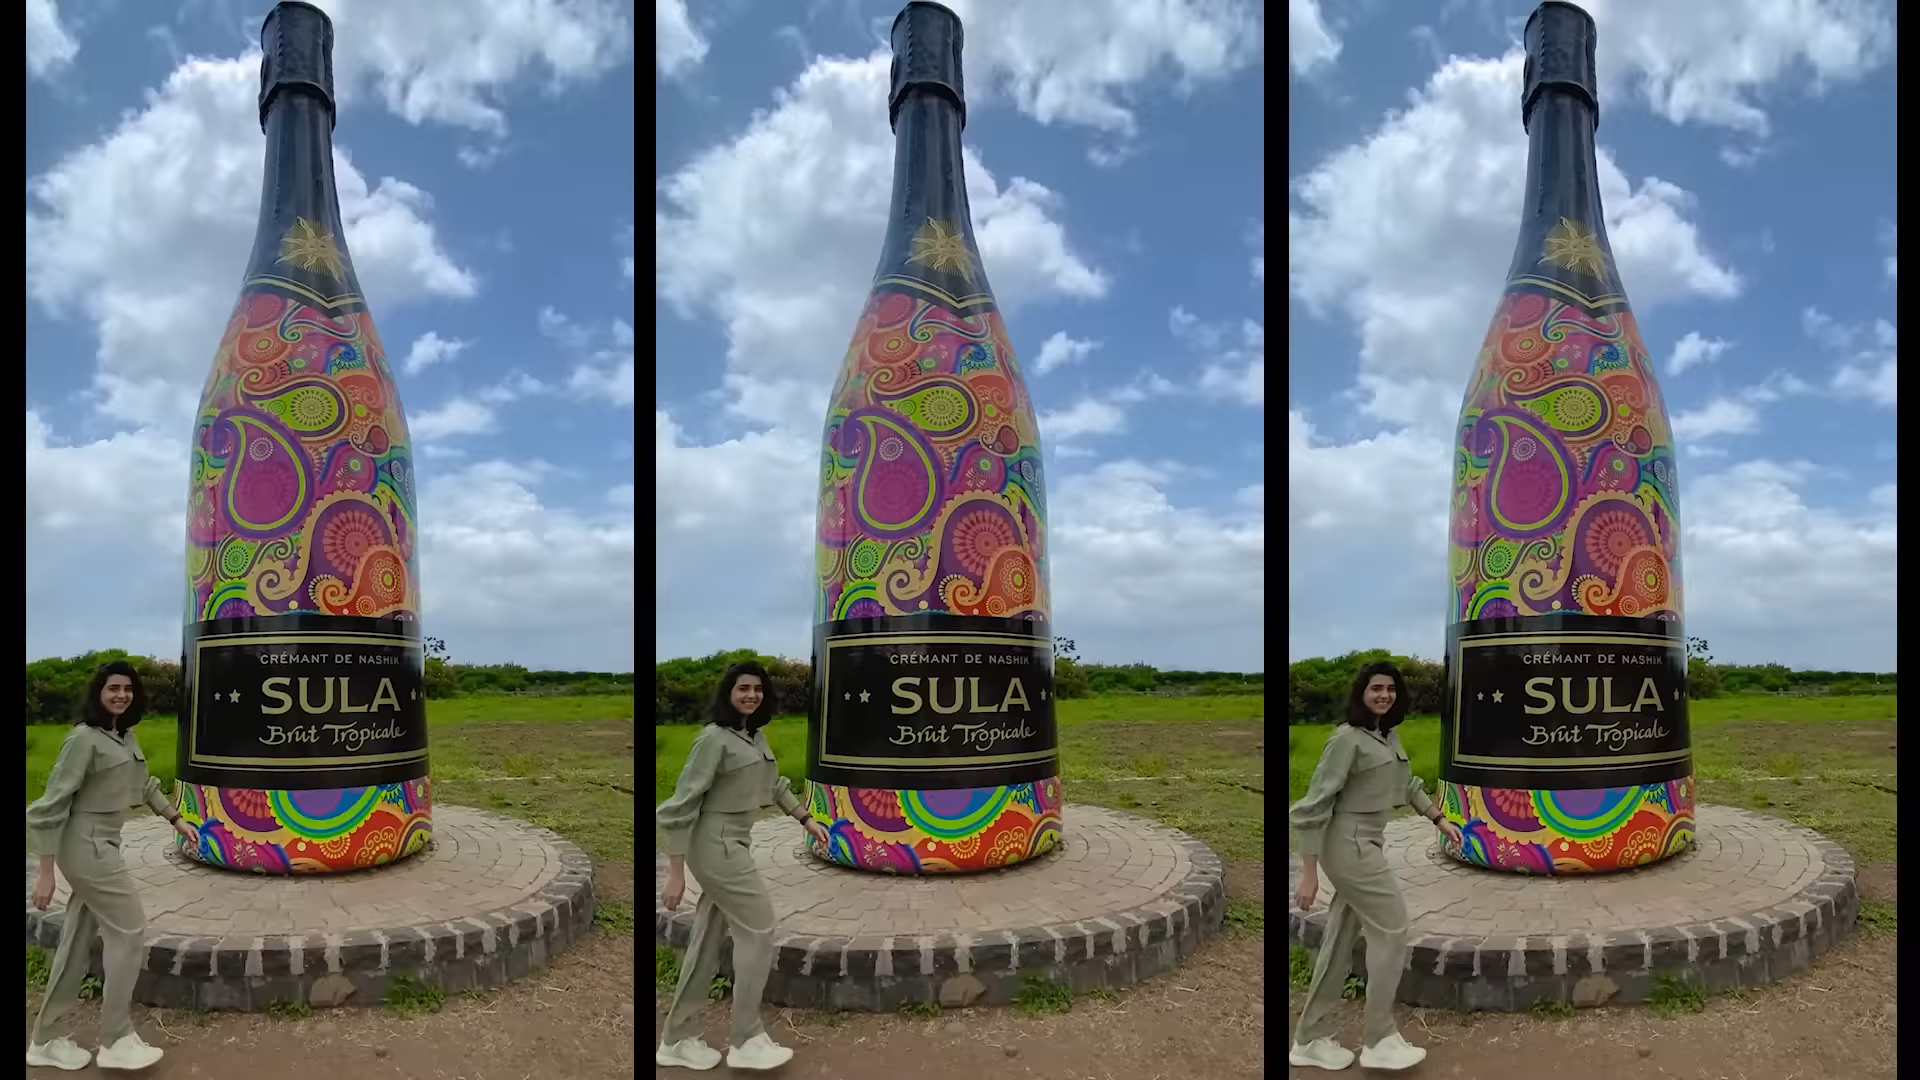 CRÉMANT DE NASHIK
SULA
Brut Tropicale
CRÉMANT DE NASHIK
SULA
Brut Tropicale
CRÉMANT DE NASHIK
SULA
Brut Tropicale